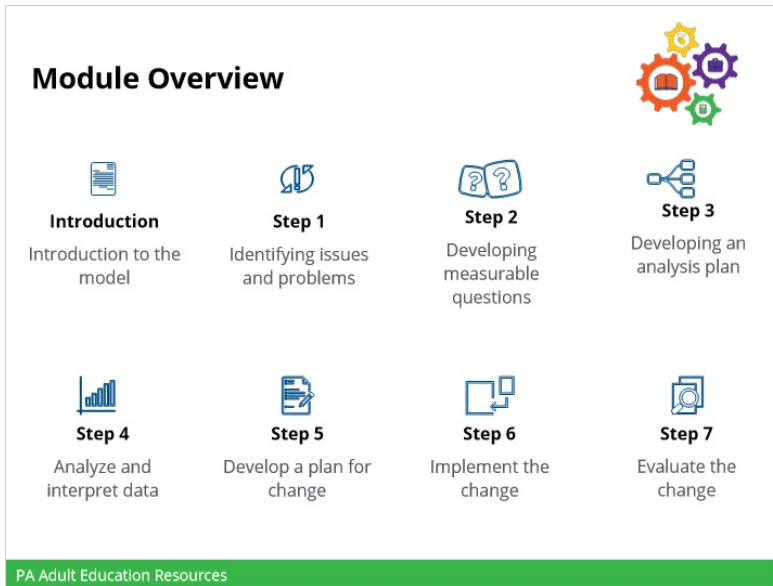 Module Overview
Introduction
Introduction to the
model
Step 1
Identifying issues
and problems
Step 2
Developing
measurable
questions
Step 3
Developing an
analysis plan
Step 4
Analyze and
interpret data
Step 5
Develop a plan for
change
Step 6
Implement the
change
Step 7
Evaluate the
change
PA Adult Education Resources